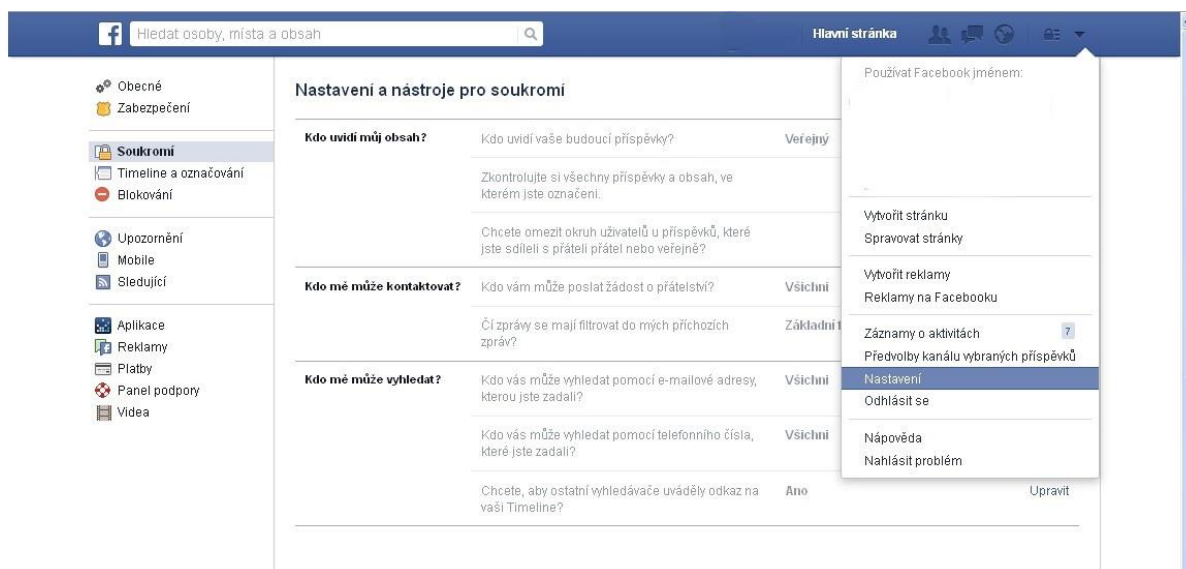 f
Hledat osoby, místa a obsah
Hlavní stránka
Obecné
Zabezpečení
Soukromí
Timeline a označování
Blokování
Upozornění
Mobile
Sledující
Aplikace
Reklamy
Platby
Panel podpory
Videa
Nastavení a nástroje pro soukromí
Kdo uvidí můj obsah?
Kdo uvidí vaše budoucí příspěvky?
Veřejný
Zkontrolujte si všechny příspěvky a obsah, ve
kterém jste označeni.
Chcete omezit okruh uživatelů u příspěvků, které
jste sdíleli s přáteli přátel nebo veřejně?
Kdo mě může kontaktovat?
Kdo vám může poslat žádost o přátelství?
Všichni
Čí zprávy se mají filtrovat do mých příchozích
zpráv?
Základní
Kdo mě může vyhledat?
Kdo vás může vyhledat pomocí e-mailové adresy,
kterou jste zadali?
Všichni
Kdo vás může vyhledat pomocí telefonního čísla,
které jste zadali?
Všichni
Chcete, aby ostatní vyhledávače uváděly odkaz na
vaši Timeline?
Ano
Upravit
Používat Facebook jménem:
Vytvořit stránku
Spravovat stránky
Vytvořit reklamy
Reklamy na Facebooku
Záznamy o aktivitách 7
Předvolby kanálu vybraných příspěvků
Nastavení
Odhlásit se
Nápověda
Nahlásit problém